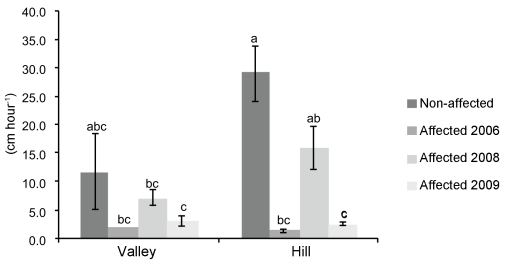 40.0
35.0
30.0
25.0
20.0
15.0
10.0
5.0
0.0
(cm hour⁻¹)
abc
bc
bc
c
a
bc
ab
c
Valley
Hill
Non-affected
Affected 2006
Affected 2008
Affected 2009